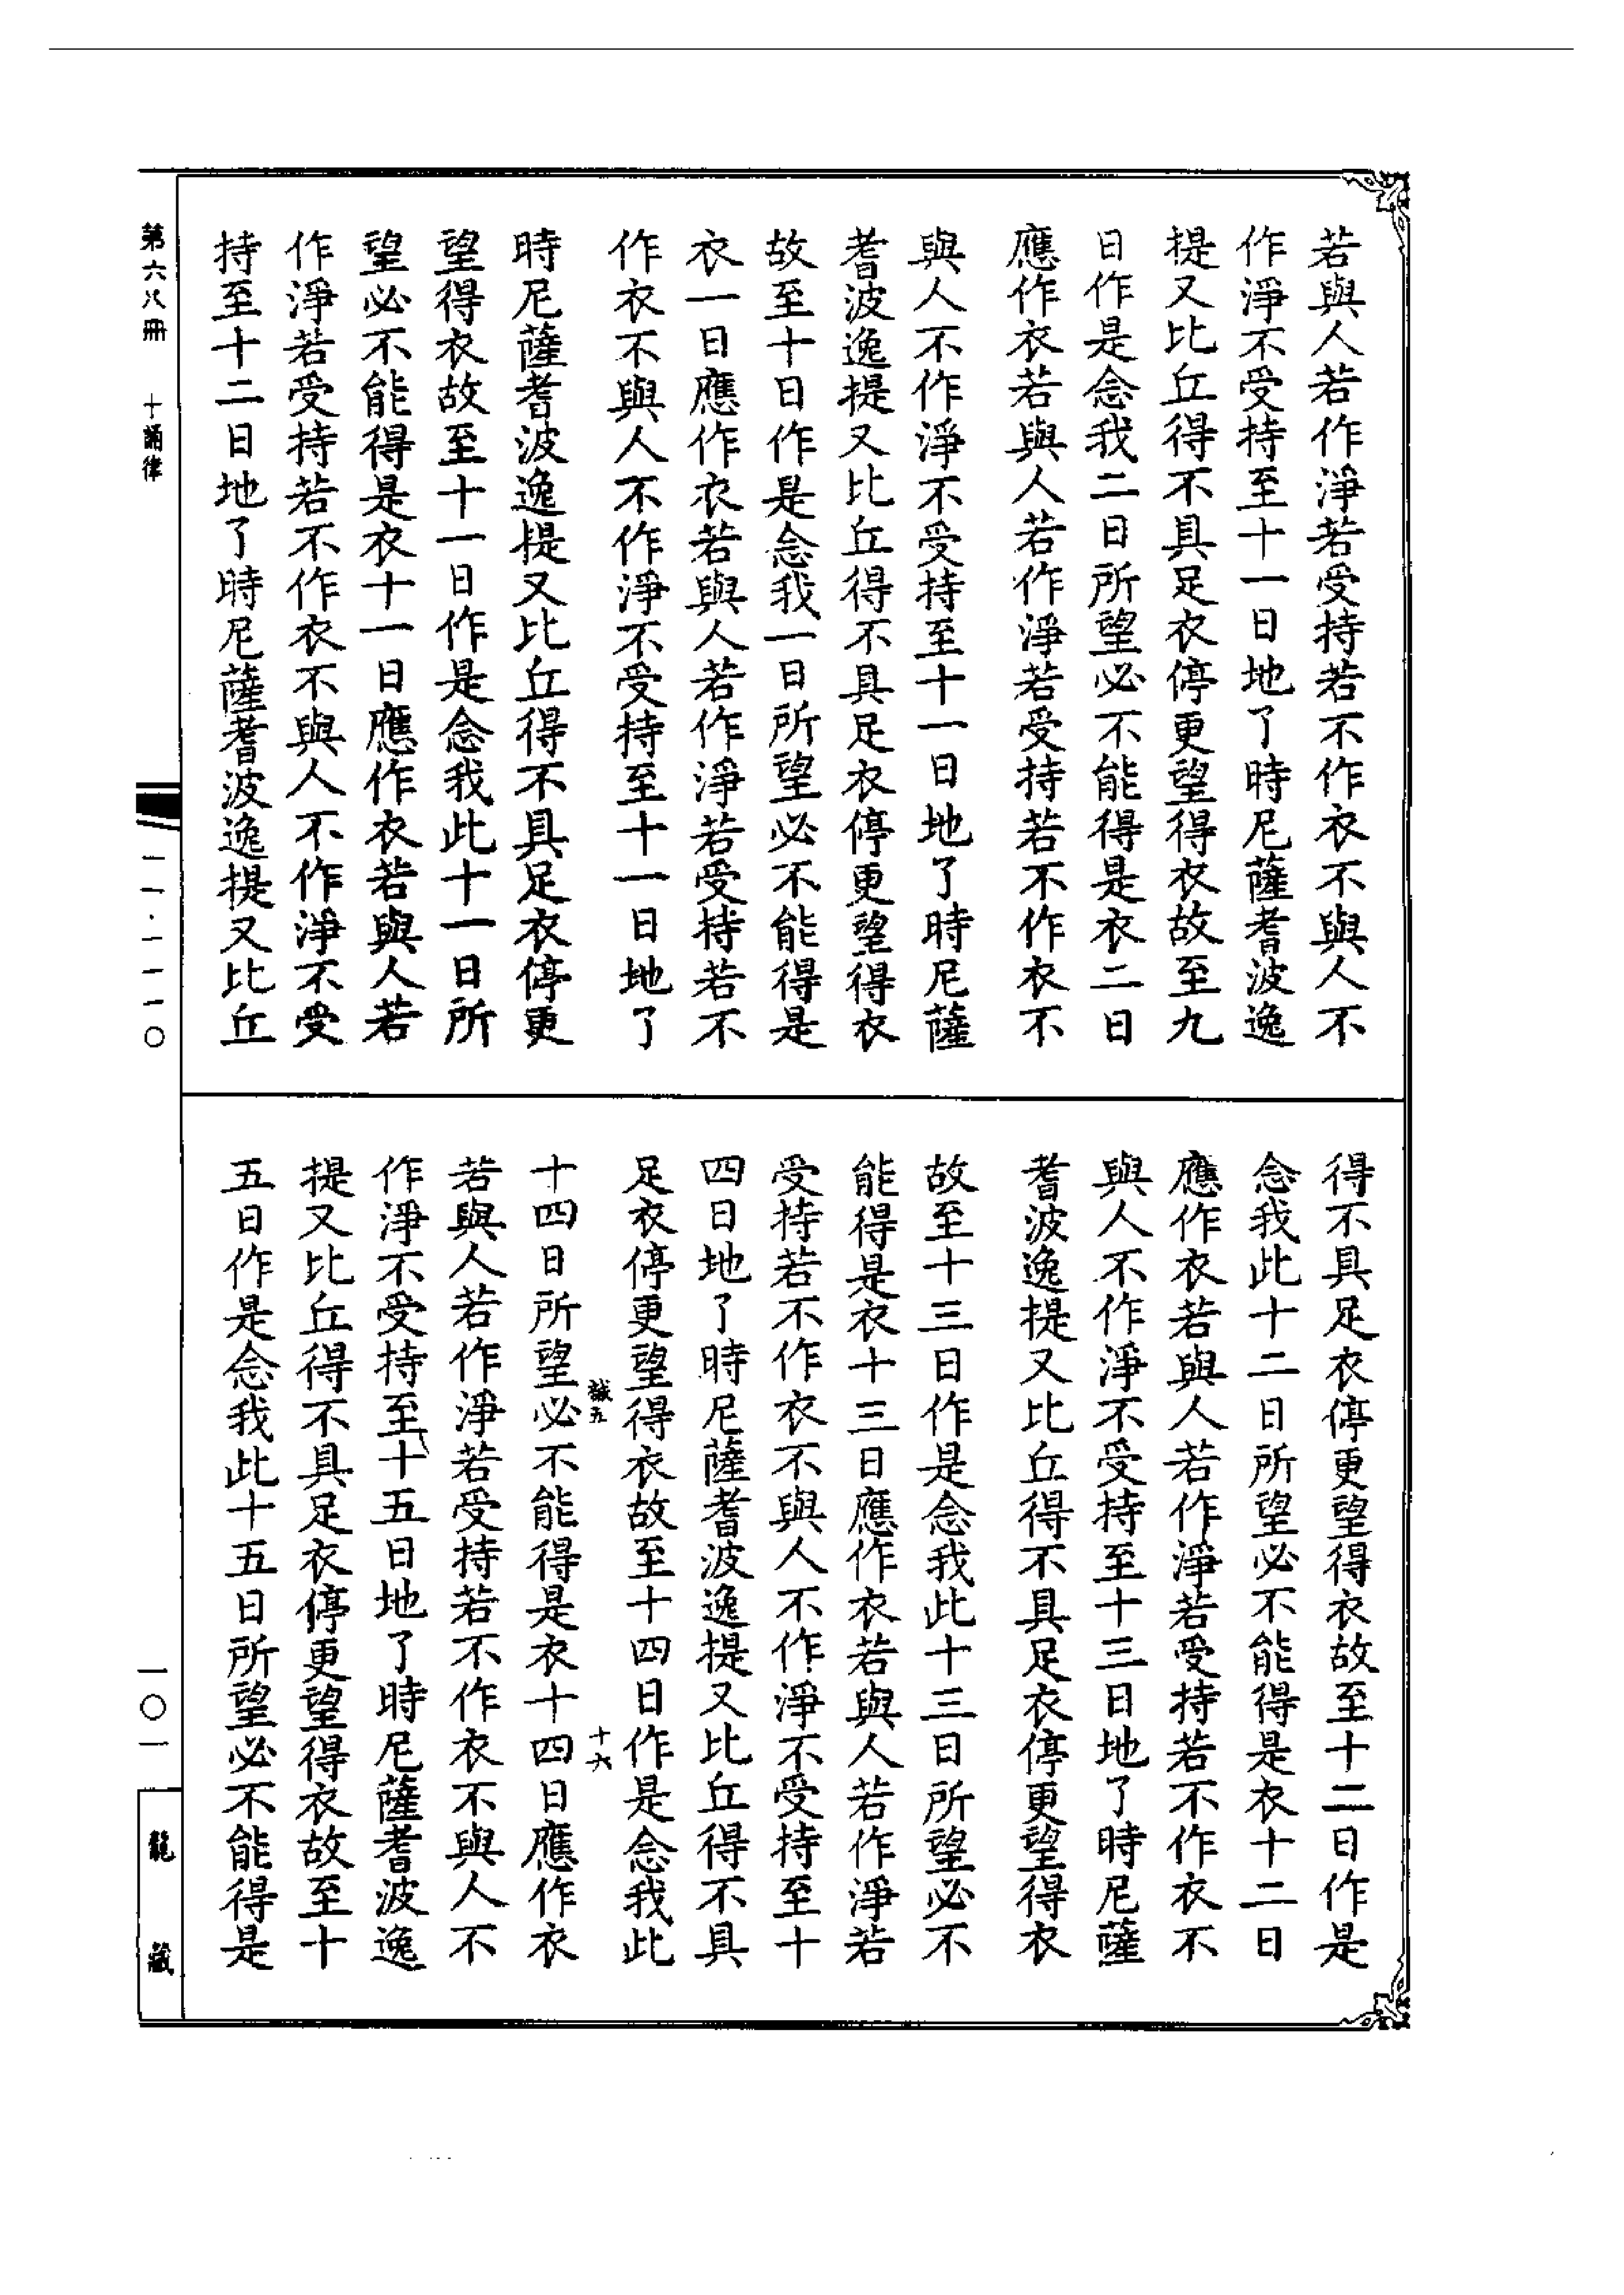 若與人若作淨若受持若不作衣不與人不
作淨不受持至十一日地了時尼薩耆波逸
提又比丘得不具足衣停更望得衣故至九
日作是念我二日所望必不能得是衣二日
應作衣若與人若作淨若受持若不作衣不
與人不作淨不受持至十一日地了時尼薩
耆波逸提又比丘得不具足衣停更望得衣
故至十日作是念我一日所望必不能得是
衣一日應作衣若與人若作淨若受持若不
作衣不與人不作淨不受持至十一日地了
時尼薩耆波逸提又比丘得不具足衣停更
望得衣故至十一日作是念我此十一日所
望必不能得是衣十一日應作衣若與人若
作淨若受持若不作衣不與人不作淨不受
持至十二日地了時尼薩耆波逸提又比丘
得不具足衣停更望得衣故至十二日作是
念我此十二日所望必不能得是衣十二日
應作衣若與人若作淨若受持若不作衣不
與人不作淨不受持至十三日地了時尼薩
耆波逸提又比丘得不具足衣停更望得衣
故至十三日作是念我此十三日所望必不
能得是衣十三日應作衣若與人若作淨若
受持若不作衣不與人不作淨不受持至十
四日地了時尼薩耆波逸提又比丘得不具
足衣停更望得衣故至十四日作是念我此
十六
十四日所望必不能得是衣十四日應作衣
若與人若作淨若受持若不作衣不與人不
作淨不受持至十五日地了時尼薩耆波逸
提又比丘得不具足衣停更望得衣故至十
五日作是念我此十五日所望必不能得是
第六八冊 十誦律
一〇一
龍藏